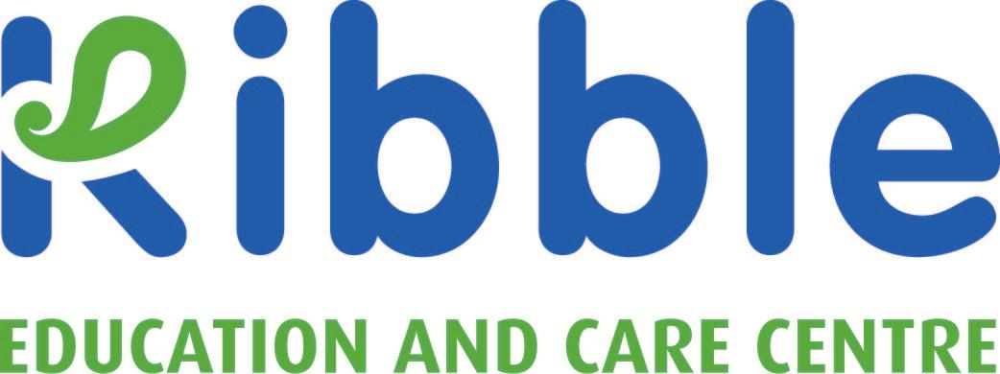 Kibble
EDUCATION AND CARE CENTRE